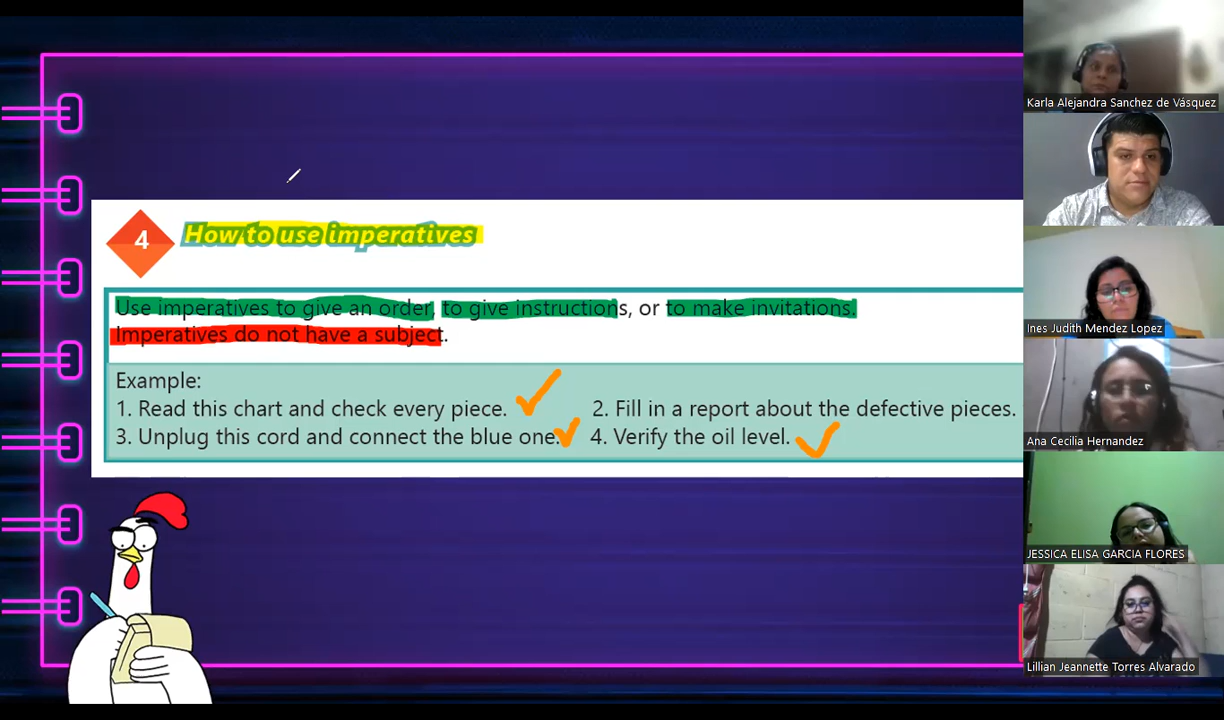 4
How to use imperatives
Use imperatives to give an order, to give instructions, or to make invitations.
Imperatives do not have a subject.
Example:
1. Read this chart and check every piece. 2. Fill in a report about the defective pieces.
3. Unplug this cord and connect the blue one. 4. Verify the oil level.
Karla Alejandra Sanchez de Vásquez
Ines Judith Mendez Lopez
Ana Cecilia Hernandez
JESSICA ELISA GARCIA FLORES
Lillian Jeannette Torres Alvarado